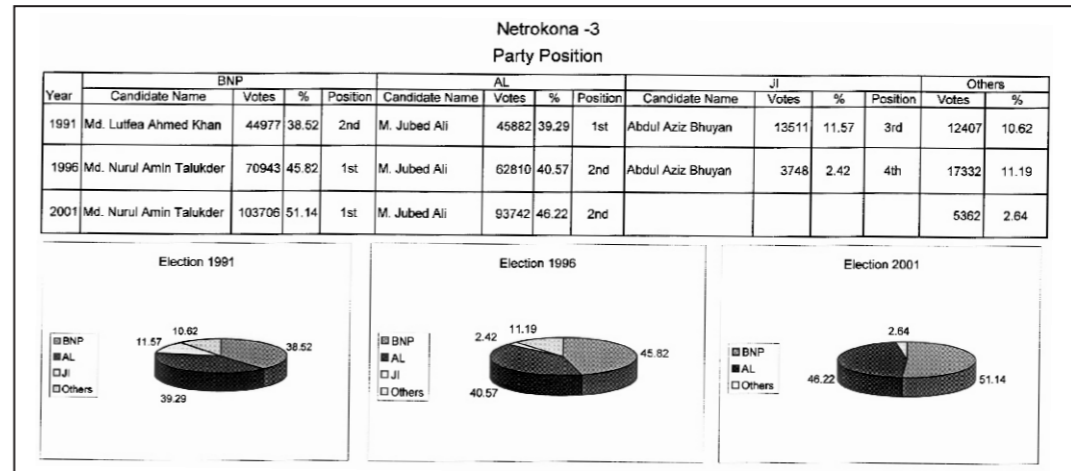 Netrokona -3
Party Position
BNP AL JI Others
Year Candidate Name Votes % Position Candidate Name Votes % Position Candidate Name Votes % Position Votes %
1991 Md. Lutfea Ahmed Khan 44977 38.52 2nd M. Jubed Ali 45882 39.29 1st Abdul Aziz Bhuyan 13511 11.57 3rd 12407 10.62
1996 Md. Nurul Amin Talukder 70943 45.82 1st M. Jubed Ali 62810 40.57 2nd Abdul Aziz Bhuyan 3748 2.42 4th 17332 11.19
2001 Md. Nurul Amin Talukder 103706 51.14 1st M. Jubed Ali 93742 46.22 2nd 5362 2.64
Election 1991
BNP
AL
JI
Others
10.62
11.57
38.52
39.29
Election 1996
BNP
AL
JI
Others
11.19
2.42
45.82
40.57
Election 2001
BNP
AL
Others
2.64
46.22
51.14